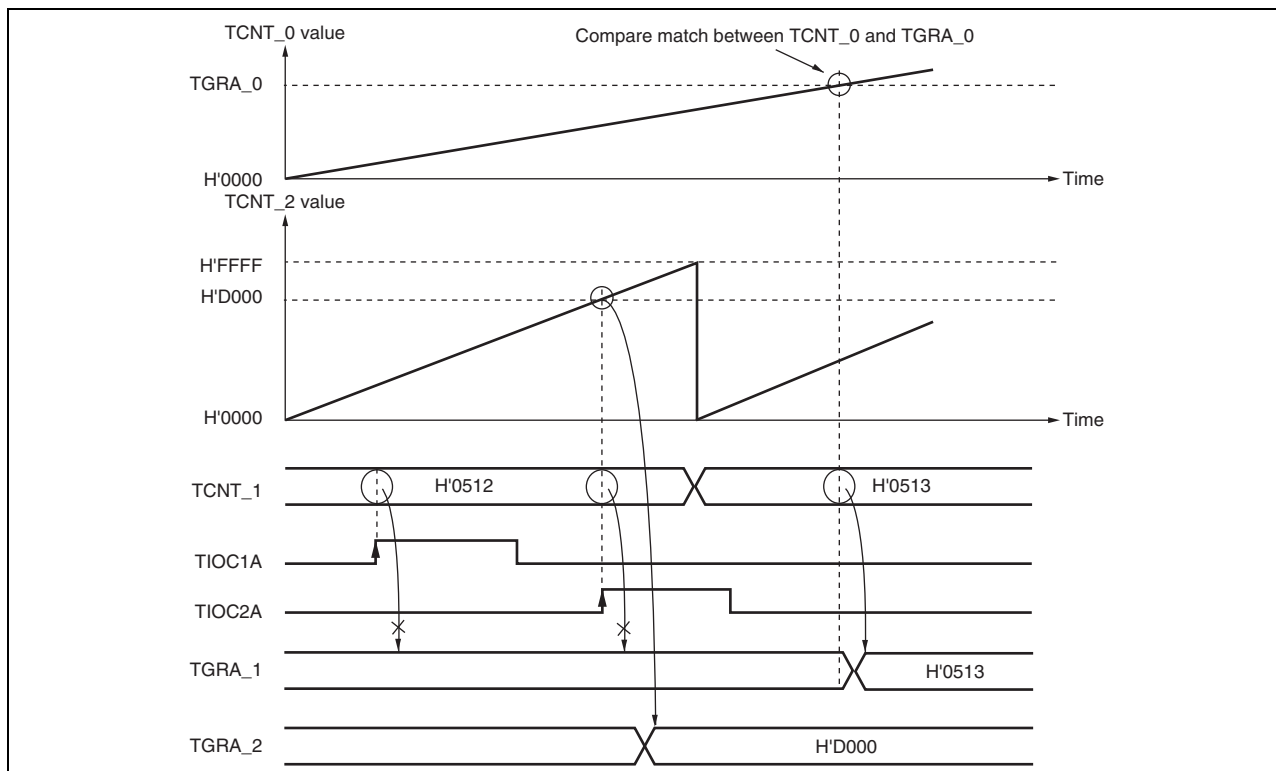 TCNT_0 value
Compare match between TCNT_0 and TGRA_0
TGRA_0
H'0000
Time
TCNT_2 value
H'FFFF
H'D000
H'0000
Time
TCNT_1
H'0512
H'0513
TIOC1A
TIOC2A
TGRA_1
H'0513
TGRA_2
H'D000